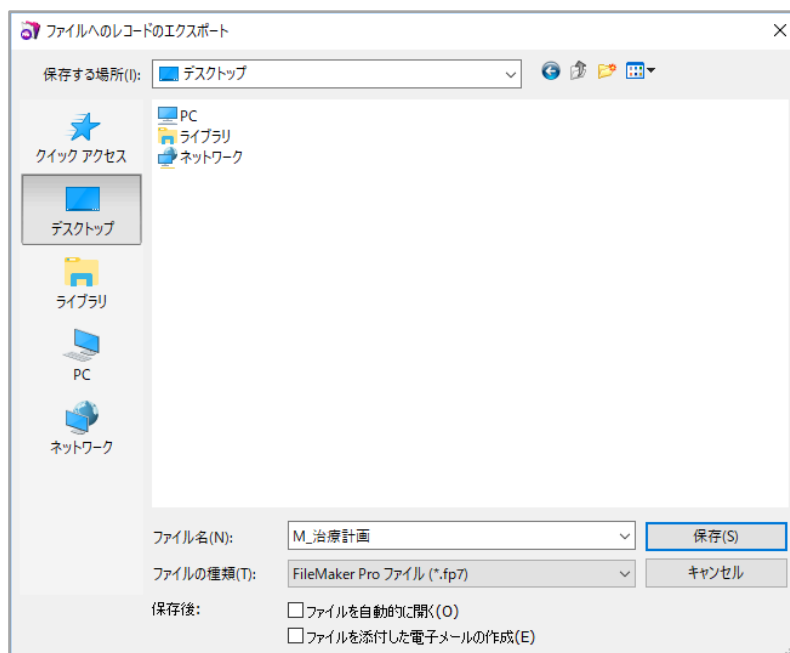 ファイルへのレコードのエクスポート
保存する場所(I): デスクトップ
クイック アクセス
デスクトップ
ライブラリ
PC
ネットワーク
PC
ライブラリ
ネットワーク
ファイル名(N): M_治療計画 保存(S)
ファイルの種類(T): FileMaker Pro ファイル (*.fp7) キャンセル
保存後: ファイルを自動的に開く(O)
ファイルを添付した電子メールの作成(E)